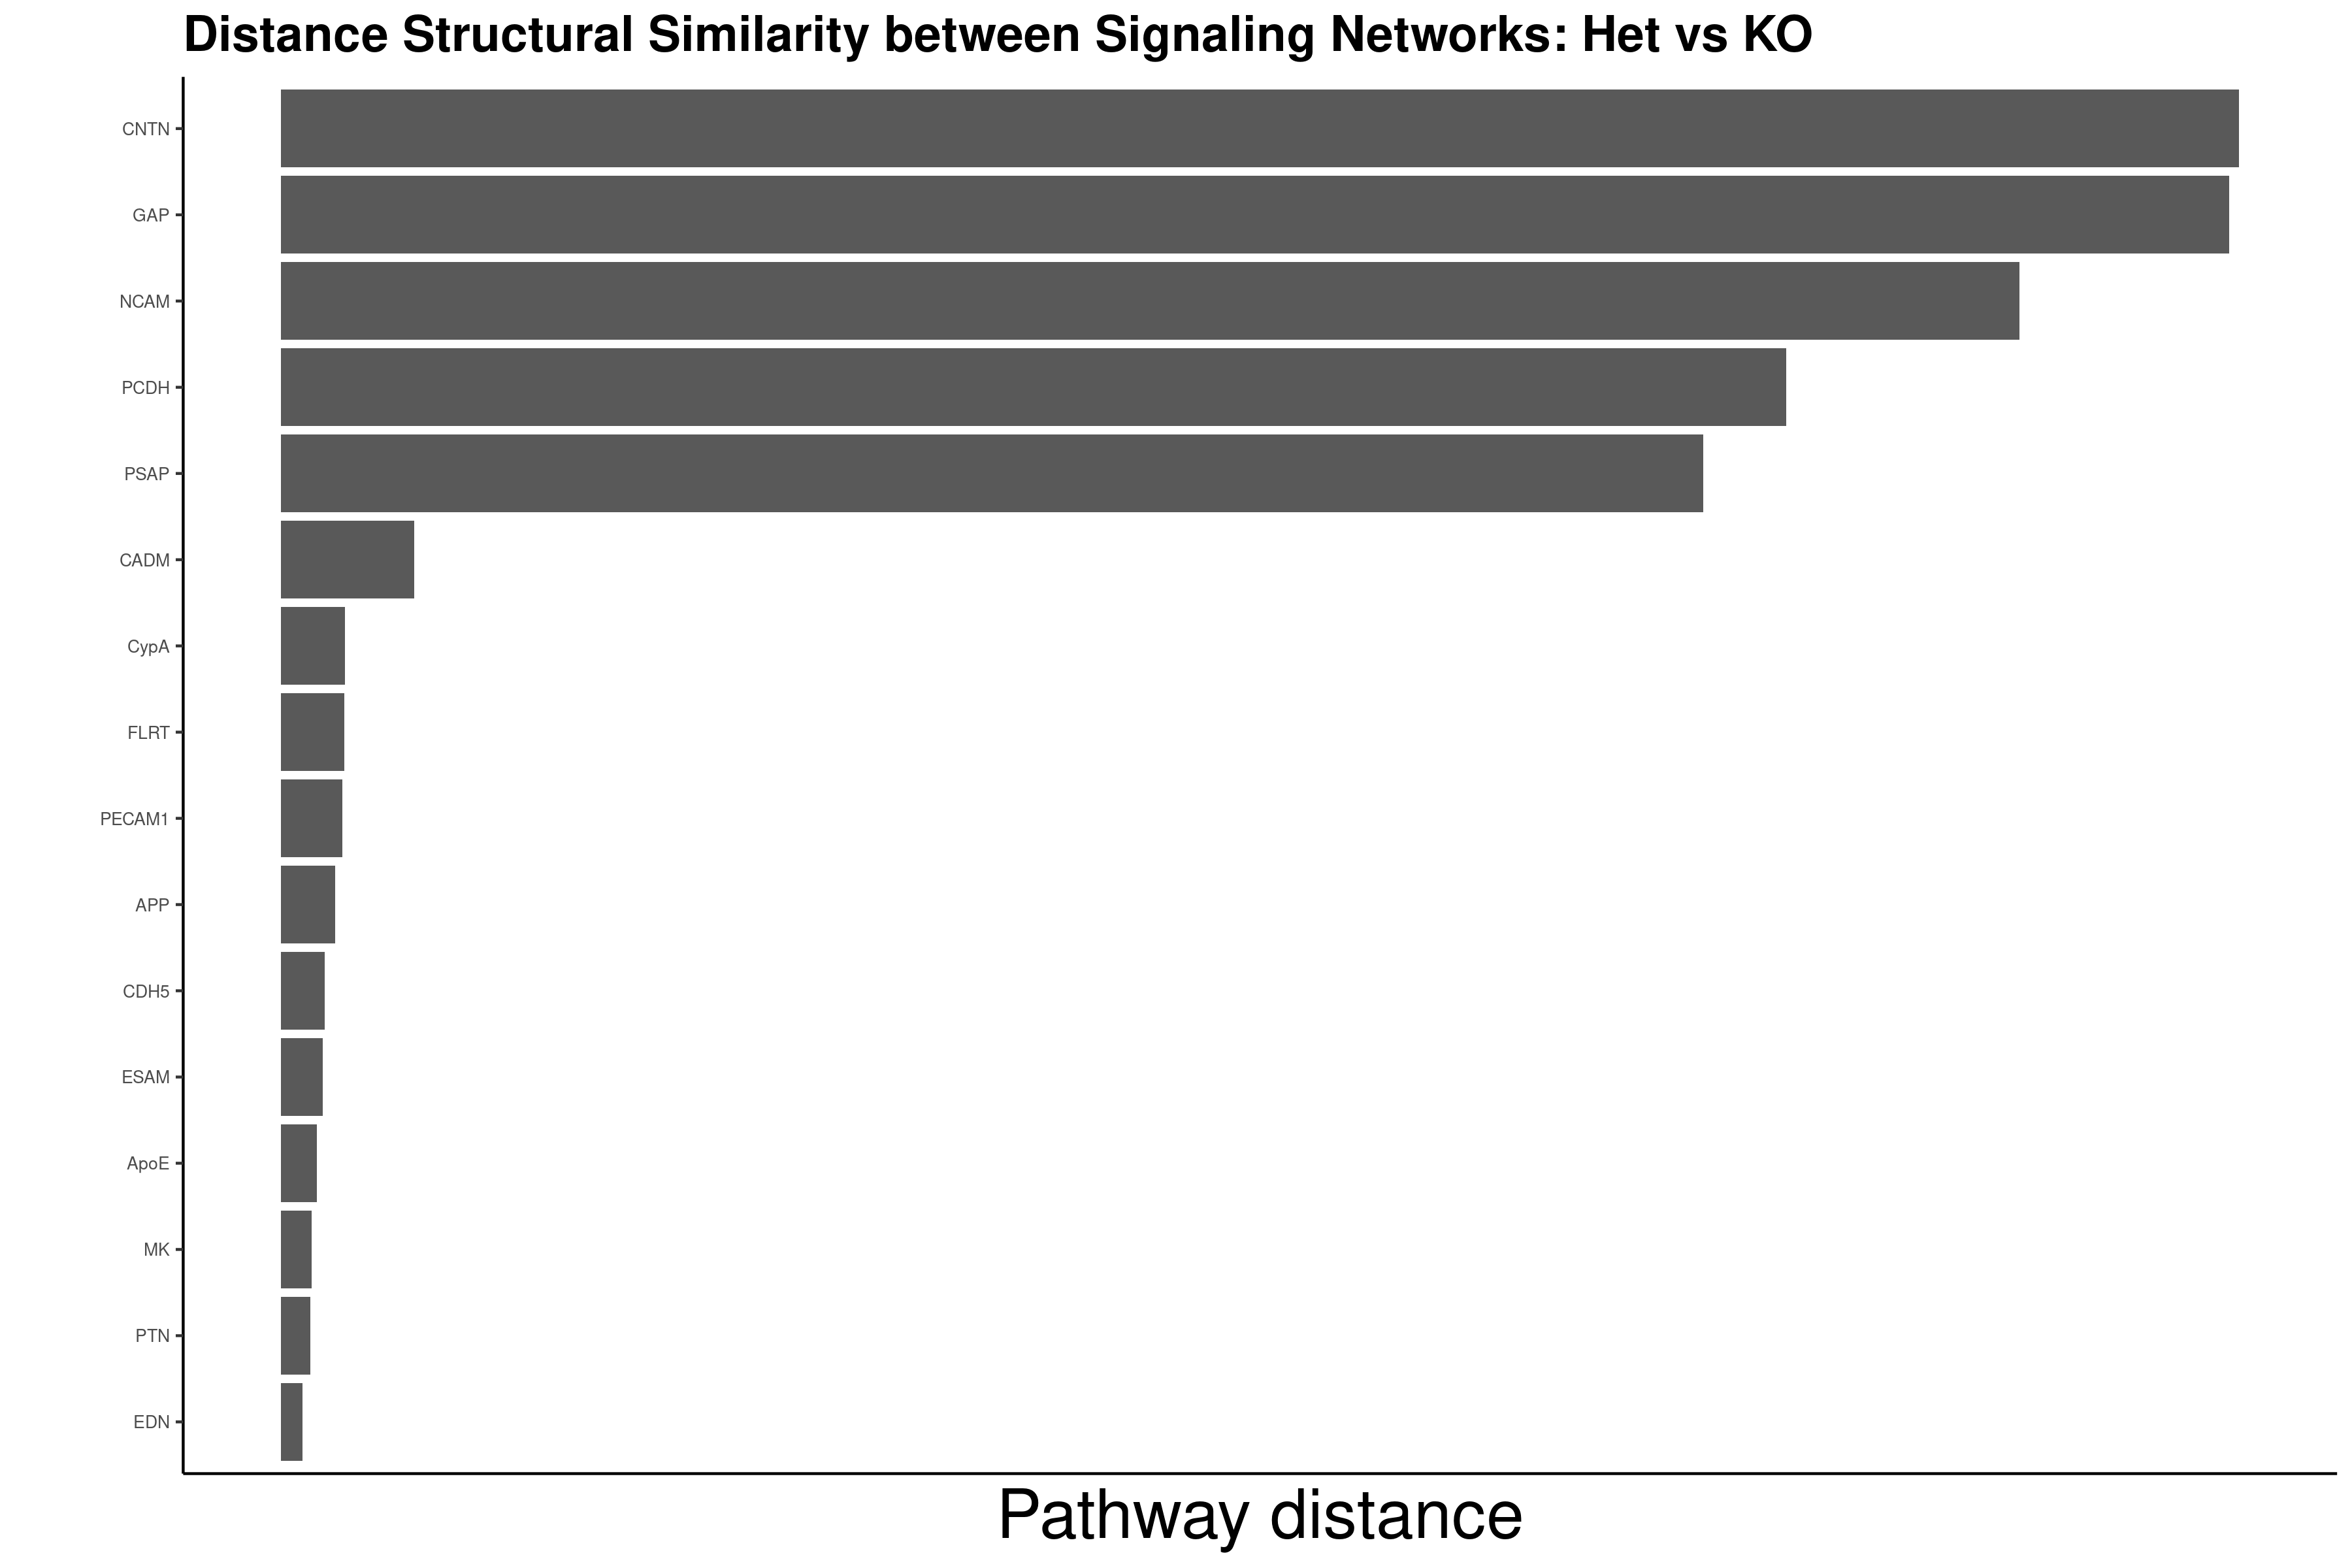 Distance Structural Similarity between Signaling Networks: Het vs KO
CNTN
GAP
NCAM
PCDH
PSAP
CADM
CypA
FLRT
PECAM1
APP
CDH5
ESAM
ApoE
MK
PTN
EDN
Pathway distance